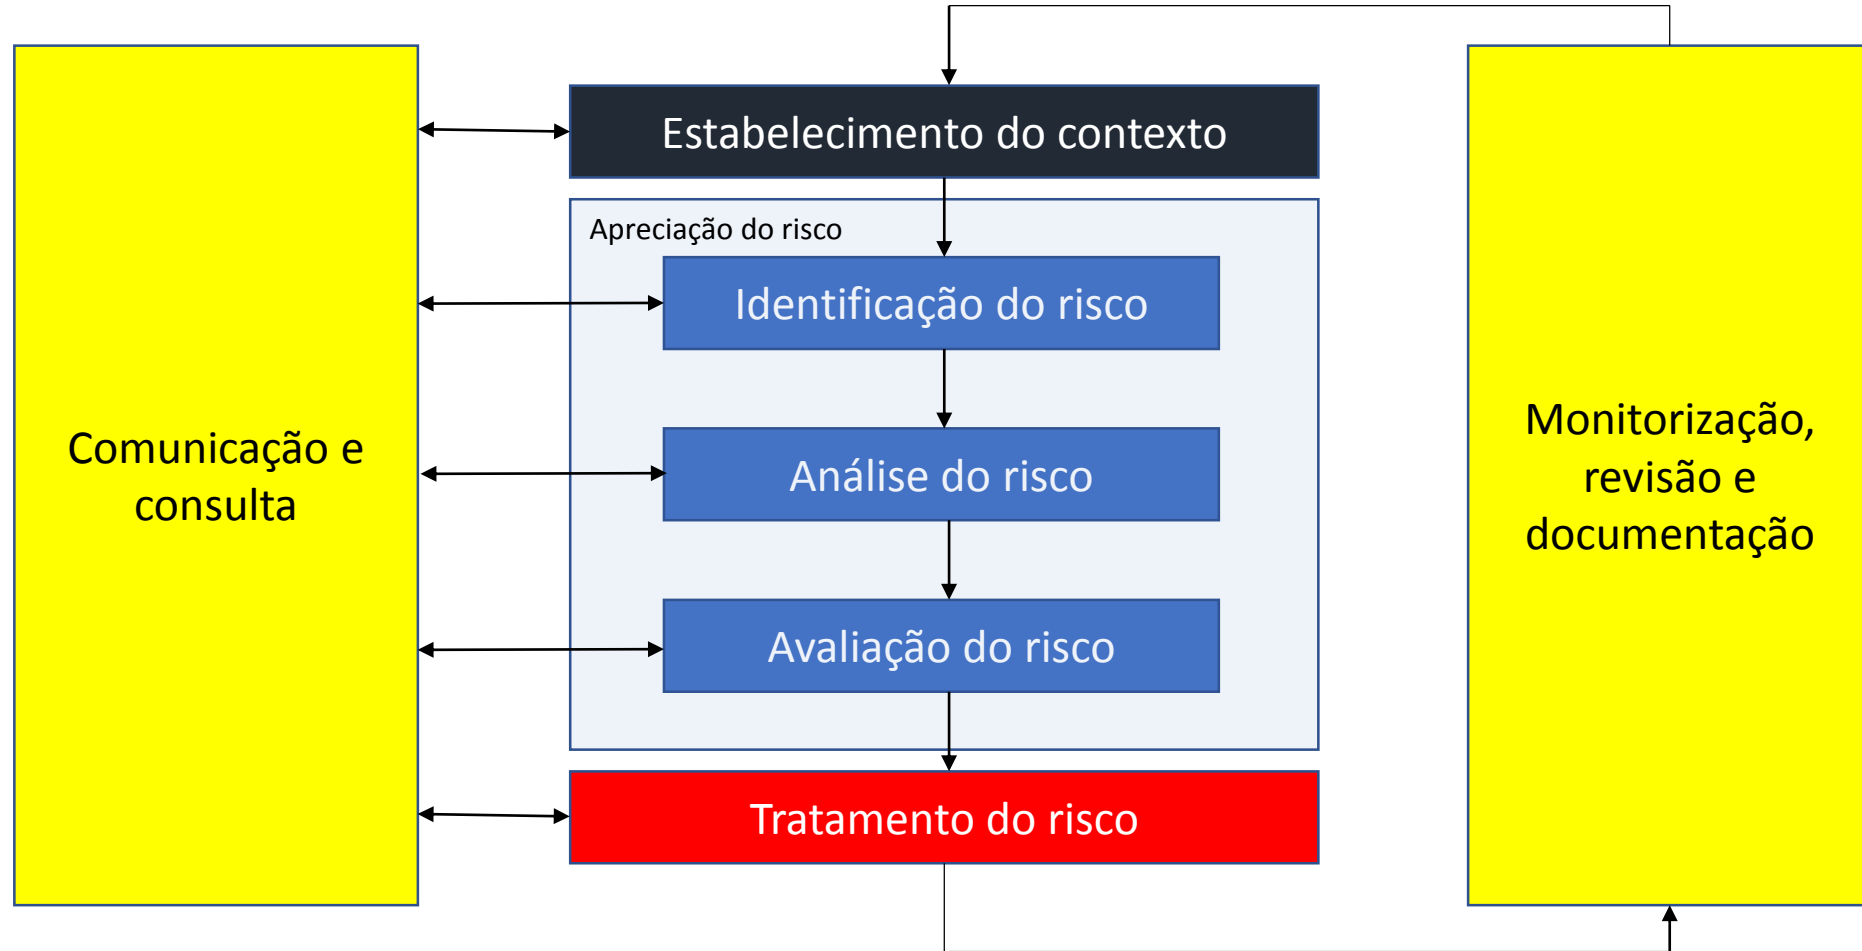 Estabelecimento do contexto
Apreciação do risco
Identificação do risco
Análise do risco
Avaliação do risco
Tratamento do risco
Comunicação e
consulta
Monitorização,
revisão e
documentação